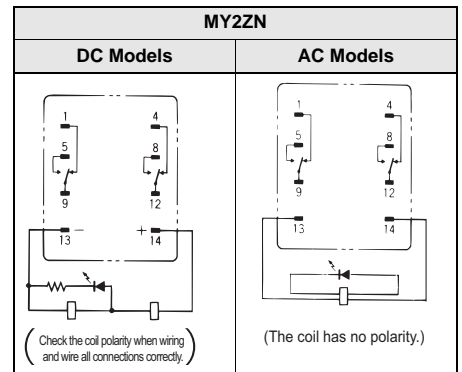 MY2ZN
DC Models
AC Models
1 4
5 8
9 12
13 − + 14
(Check the coil polarity when wiring
and wire all connections correctly.)
1 4
5 8
9 12
13 14
(The coil has no polarity.)